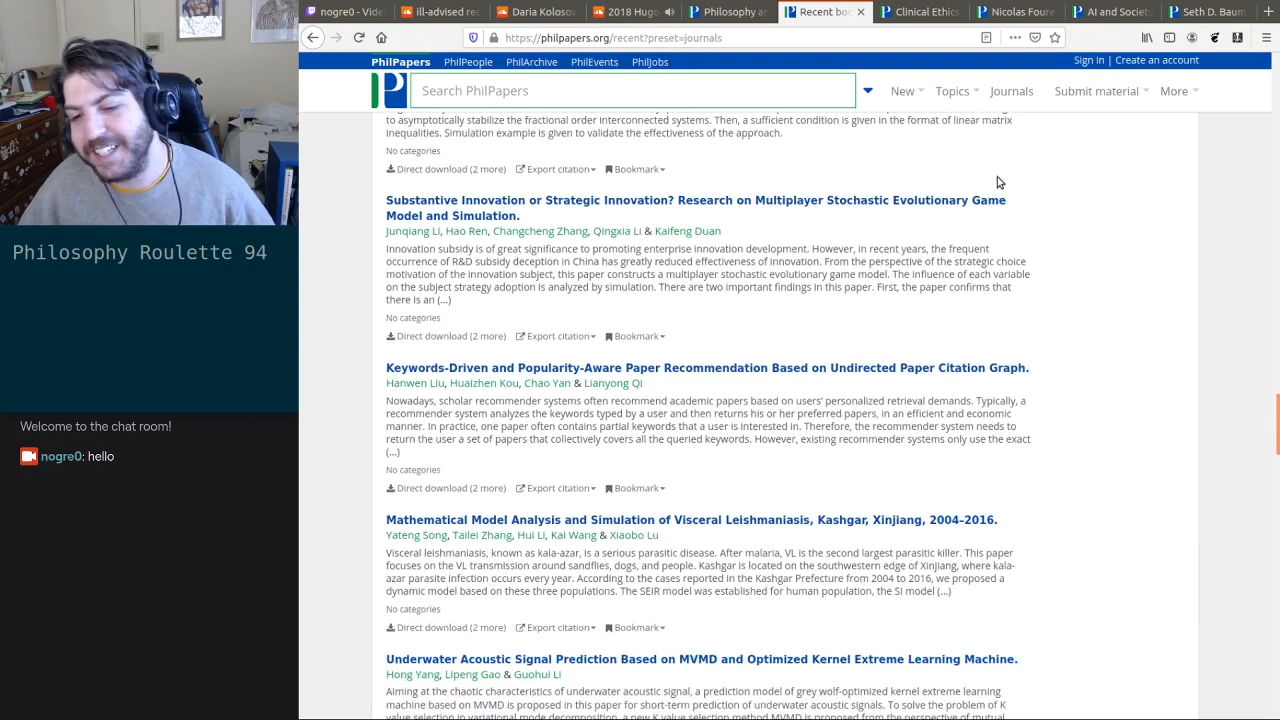 nogre0 - Vide
ill-advised rec
Daria Kolosov
2018 Hugo
Philosophy an
Recent boo
Clinical Ethics
Nicolas Foure
AI and Society
Seth D. Baum
https://philpapers.org/recent?preset=journals
PhilPapers PhilPeople PhilArchive PhilEvents PhilJobs
Sign in | Create an account
Search PhilPapers
New Topics Journals Submit material More
to asymptotically stabilize the fractional order interconnected systems. Then, a sufficient condition is given in the format of linear matrix
inequalities. Simulation example is given to validate the effectiveness of the approach.
No categories
Direct download (2 more) Export citation Bookmark
Substantive Innovation or Strategic Innovation? Research on Multiplayer Stochastic Evolutionary Game
Model and Simulation.
Junqiang Li, Hao Ren, Changcheng Zhang, Qingxia Li & Kaifeng Duan
Innovation subsidy is of great significance to promoting enterprise innovation development. However, in recent years, the frequent
occurrence of R&D subsidy deception in China has greatly reduced effectiveness of innovation. From the perspective of the strategic choice
motivation of the innovation subject, this paper constructs a multiplayer stochastic evolutionary game model. The influence of each variable
on the subject strategy adoption is analyzed by simulation. There are two important findings in this paper. First, the paper confirms that
there is an (...)
No categories
Direct download (2 more) Export citation Bookmark
Keywords-Driven and Popularity-Aware Paper Recommendation Based on Undirected Paper Citation Graph.
Hanwen Liu, Huaizhen Kou, Chao Yan & Lianyong Qi
Nowadays, scholar recommender systems often recommend academic papers based on users' personalized retrieval demands. Typically, a
recommender system analyzes the keywords typed by a user and then returns his or her preferred papers, in an efficient and economic
manner. In practice, one paper often contains partial keywords that a user is interested in. Therefore, the recommender system needs to
return the user a set of papers that collectively covers all the queried keywords. However, existing recommender systems only use the exact
(...)
No categories
Direct download (2 more) Export citation Bookmark
Mathematical Model Analysis and Simulation of Visceral Leishmaniasis, Kashgar, Xinjiang, 2004–2016.
Yateng Song, Tailei Zhang, Hui Li, Kai Wang & Xiaobo Lu
Visceral leishmaniasis, known as kala-azar, is a serious parasitic disease. After malaria, VL is the second largest parasitic killer. This paper
focuses on the VL transmission around sandflies, dogs, and people. Kashgar is located on the southwestern edge of Xinjiang, where kala-
azar parasite infection occurs every year. According to the cases reported in the Kashgar Prefecture from 2004 to 2016, we proposed a
dynamic model based on these three populations. The SEIR model was established for human population, the SI model (...)
No categories
Direct download (2 more) Export citation Bookmark
Underwater Acoustic Signal Prediction Based on MVMD and Optimized Kernel Extreme Learning Machine.
Hong Yang, Lipeng Gao & Guohui Li
Aiming at the chaotic characteristics of underwater acoustic signal, a prediction model of grey wolf-optimized kernel extreme learning
machine based on MVMD is proposed in this paper for short-term prediction of underwater acoustic signals. To solve the problem of K
value selection in variational mode decomposition, a new K value selection method MVMD is proposed from the perspective of mutual
Philosophy Roulette 94
Welcome to the chat room!
nogre0: hello